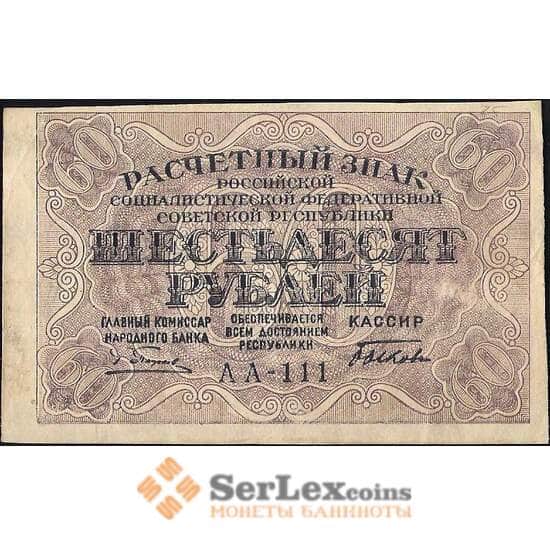 60 60
РАСЧЕТНЫЙ ЗНАК
РОССИЙСКОЙ
СОЦИАЛИСТИЧЕСКОЙ ФЕДЕРАТИВНОЙ
СОВЕТСКОЙ РЕСПУБЛИКИ
ШЕСТЬДЕСЯТ
РУБЛЕЙ
ГЛАВНЫЙ КОМИССАР
НАРОДНОГО БАНКА
ОБЕСПЕЧИВАЕТСЯ
ВСЕМ ДОСТОЯНИЕМ
РЕСПУБЛИКИ
КАССИР
АА-111
60 60
SerLexcoins
МОНЕТЫ БАНКНОТЫ